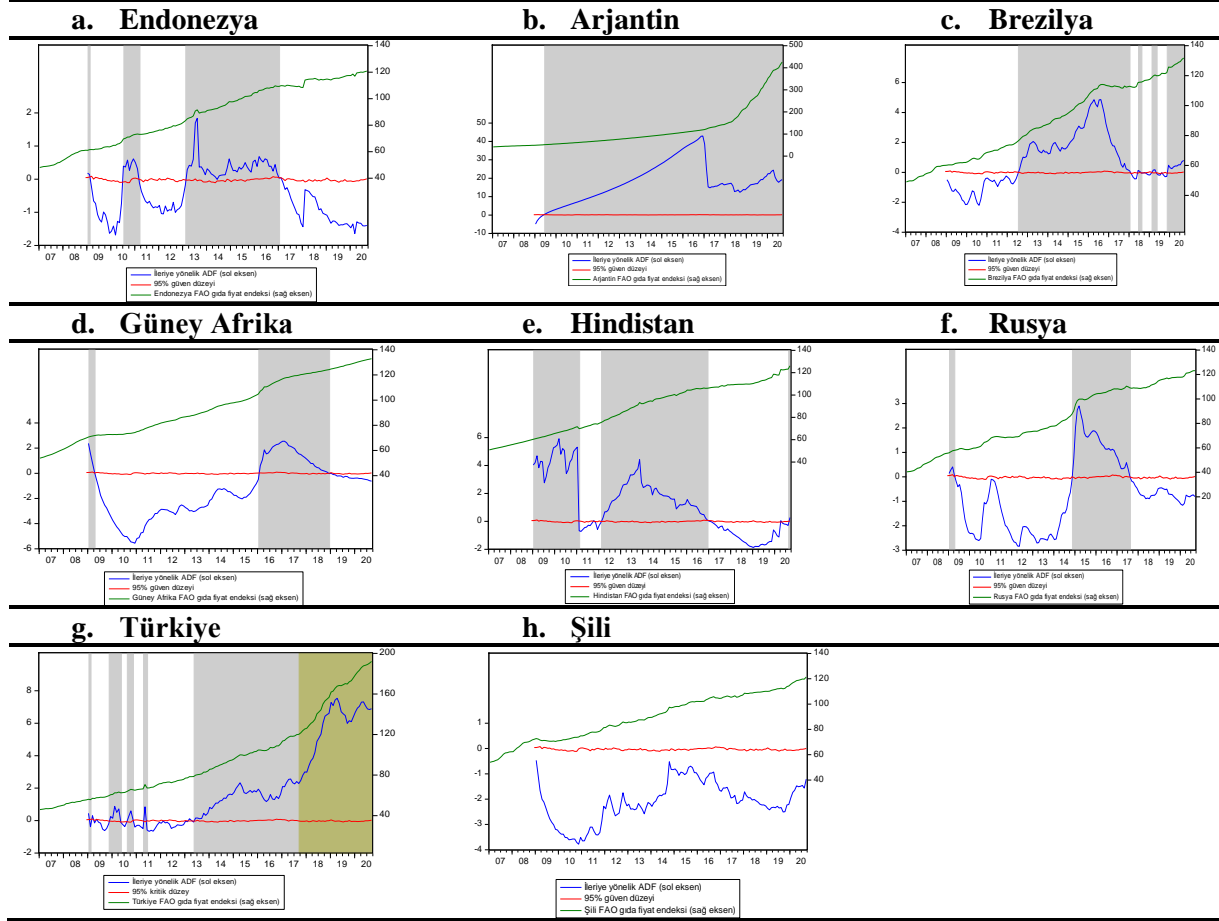 a. Endonezya b. Arjantin c. Brezilya
140
120
100
80
60
40
2
1
0
-1
-2
07 08 09 10 11 12 13 14 15 16 17 18 19 20
İleriye yönelik ADF (sol eksen)
95% güven düzeyi
Endonezya FAO gıda fiyat endeksi (sağ eksen)
500
400
300
200
100
0
50
40
30
20
10
0
-10
07 08 09 10 11 12 13 14 15 16 17 18 19 20
İleriye yönelik ADF (sol eksen)
95% güven düzeyi
Arjantin FAO gıda fiyat endeksi (sağ eksen)
140
120
100
80
60
40
6
4
2
0
-2
-4
07 08 09 10 11 12 13 14 15 16 17 18 19 20
İleriye yönelik ADF (sol eksen)
95% güven düzeyi
Brezilya FAO gıda fiyat endeksi (sağ eksen)
d. Güney Afrika e. Hindistan f. Rusya
140
120
100
80
60
40
4
2
0
-2
-4
-6
07 08 09 10 11 12 13 14 15 16 17 18 19 20
İleriye yönelik ADF (sol eksen)
95% güven düzeyi
Güney Afrika FAO gıda fiyat endeksi (sağ eksen)
140
120
100
80
60
40
6
4
2
0
-2
07 08 09 10 11 12 13 14 15 16 17 18 19 20
İleriye yönelik ADF (sol eksen)
95% güven düzeyi
Hindistan FAO gıda fiyat endeksi (sağ eksen)
140
120
100
80
60
40
20
3
2
1
0
-1
-2
-3
07 08 09 10 11 12 13 14 15 16 17 18 19 20
İleriye yönelik ADF (sol eksen)
95% güven düzeyi
Rusya FAO gıda fiyat endeksi (sağ eksen)
g. Türkiye h. Şili
200
160
120
80
40
8
6
4
2
0
-2
07 08 09 10 11 12 13 14 15 16 17 18 19 20
İleriye yönelik ADF (sol eksen)
95% kritik düzey
Türkiye FAO gıda fiyat endeksi (sağ eksen)
140
120
100
80
60
40
1
0
-1
-2
-3
-4
07 08 09 10 11 12 13 14 15 16 17 18 19 20
İleriye yönelik ADF (sol eksen)
95% güven düzeyi
Şili FAO gıda fiyat endeksi (sağ eksen)